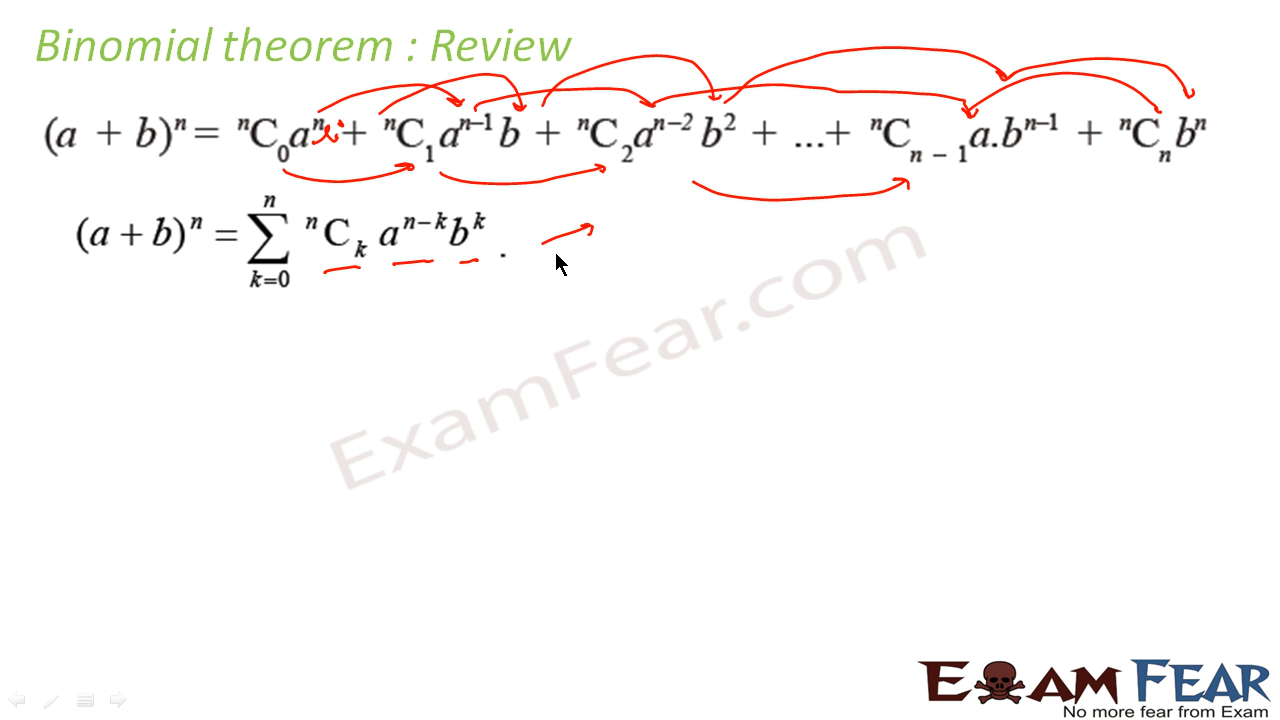 Binomial theorem : Review
(a + b)ⁿ = ⁿC₀aⁿ + ⁿC₁aⁿ⁻¹b + ⁿC₂aⁿ⁻²b² + ...+ ⁿCₙ₋₁a.bⁿ⁻¹ + ⁿCₙbⁿ
(a + b)ⁿ = ∑ₖ₌₀ⁿ ⁿCₖ aⁿ⁻ᵏbᵏ .
ExamFear.com
EXAM FEAR
No more fear from Exam